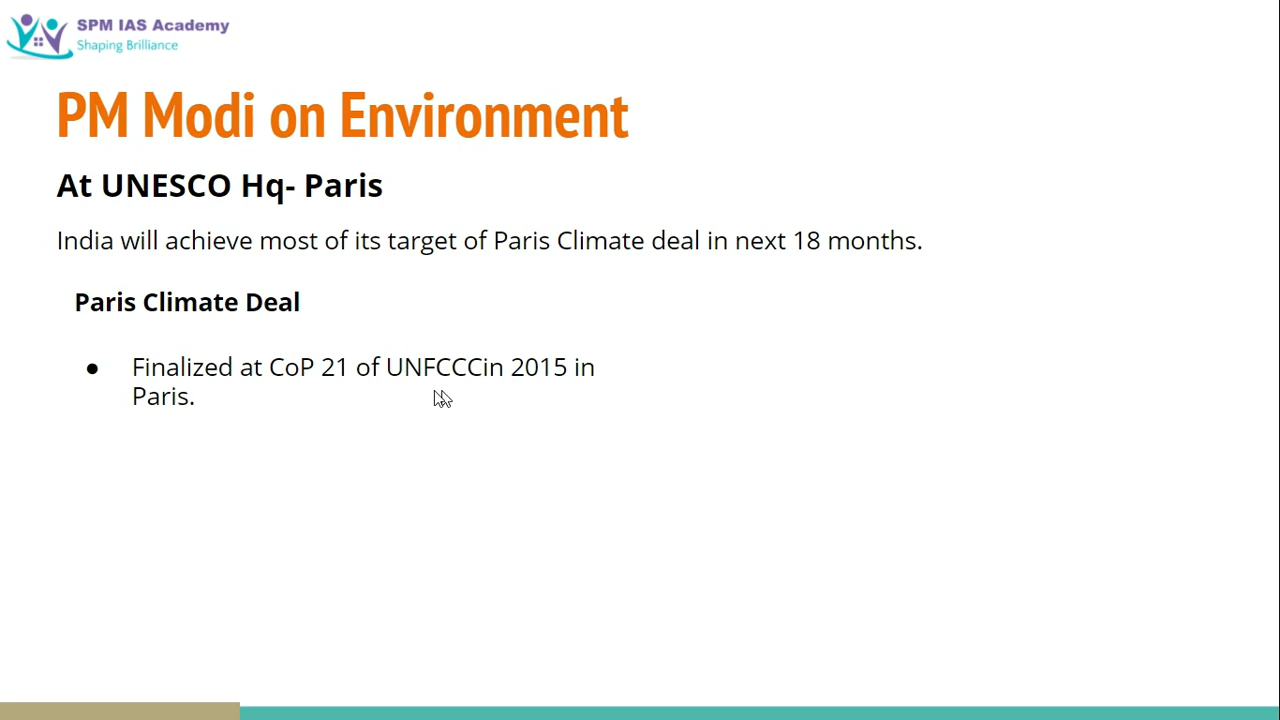 SPM IAS Academy
Shaping Brilliance
PM Modi on Environment
At UNESCO Hq- Paris
India will achieve most of its target of Paris Climate deal in next 18 months.
Paris Climate Deal
● Finalized at CoP 21 of UNFCCCin 2015 in
Paris.